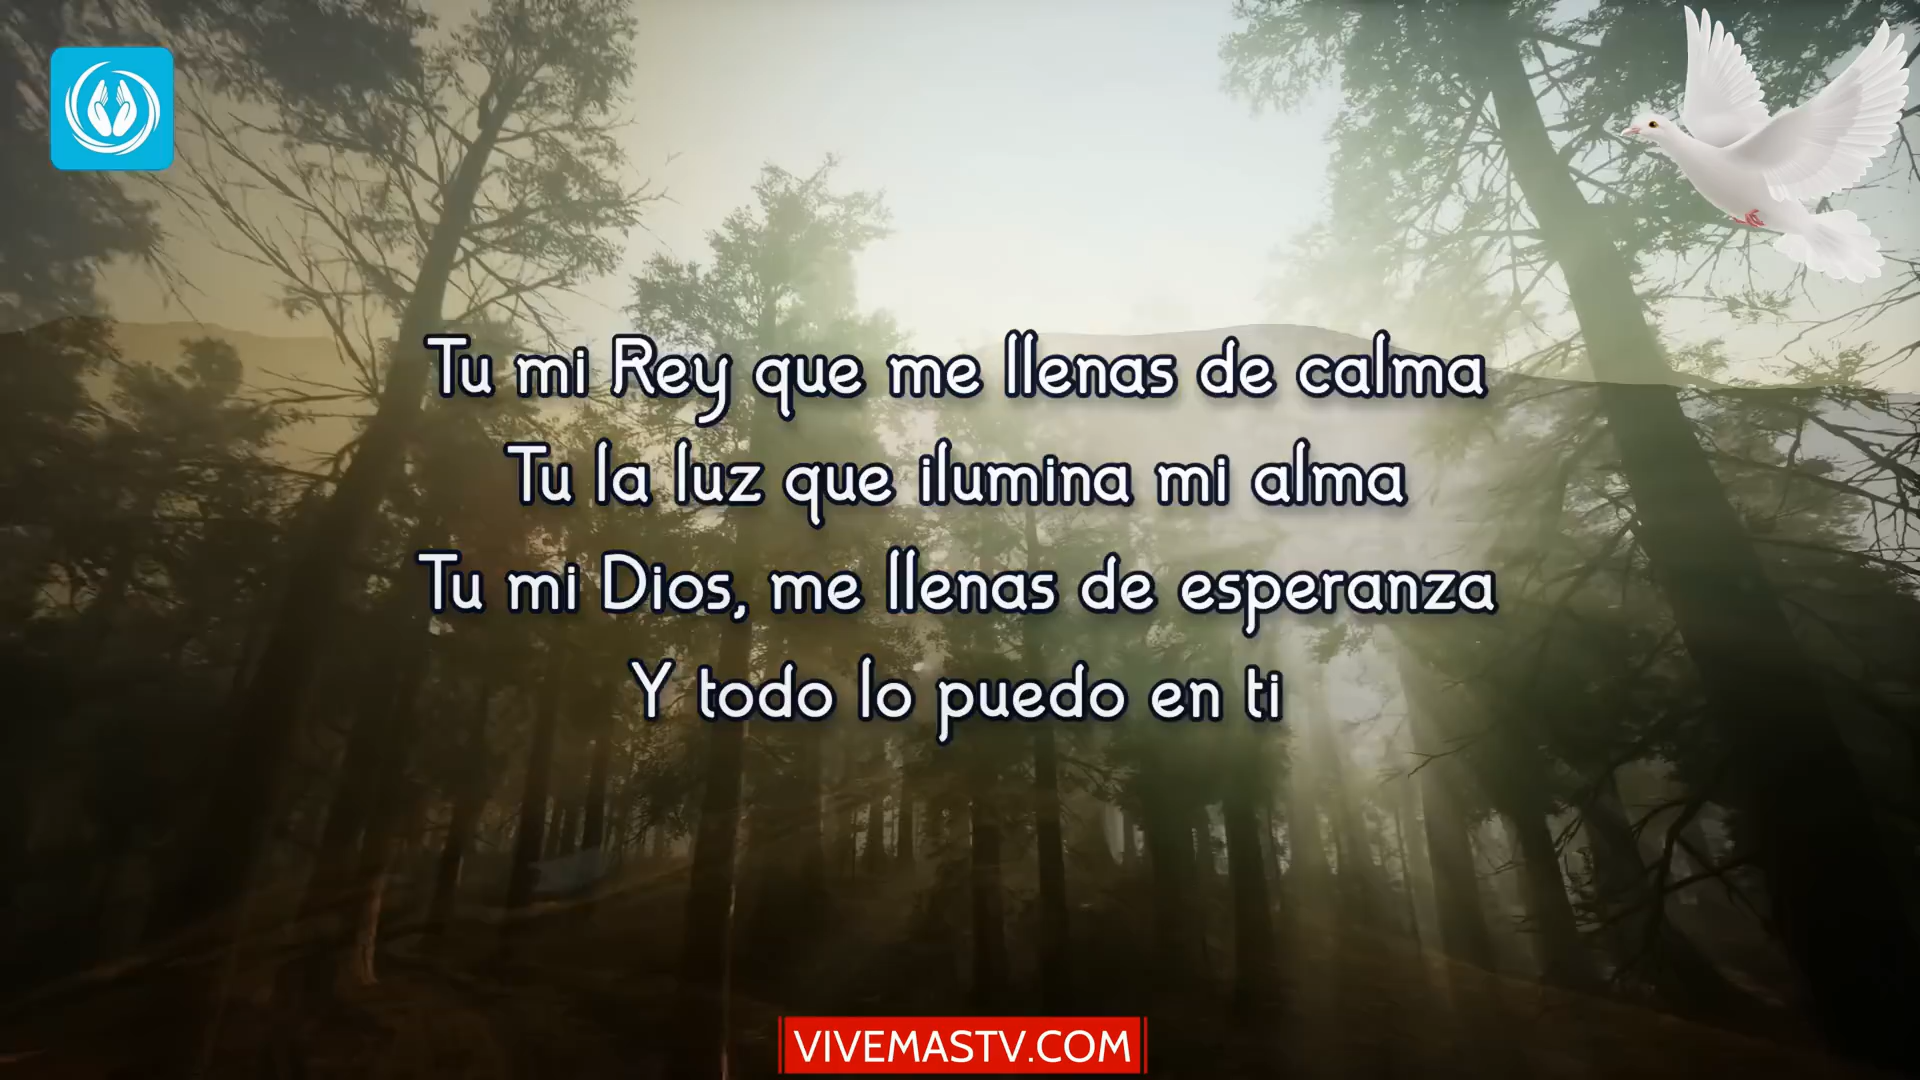 Tu mi Rey que me llenas de calma
Tu la luz que ilumina mi alma
Tu mi Dios, me llenas de esperanza
Y todo lo puedo en ti
VIVEMASTV.COM